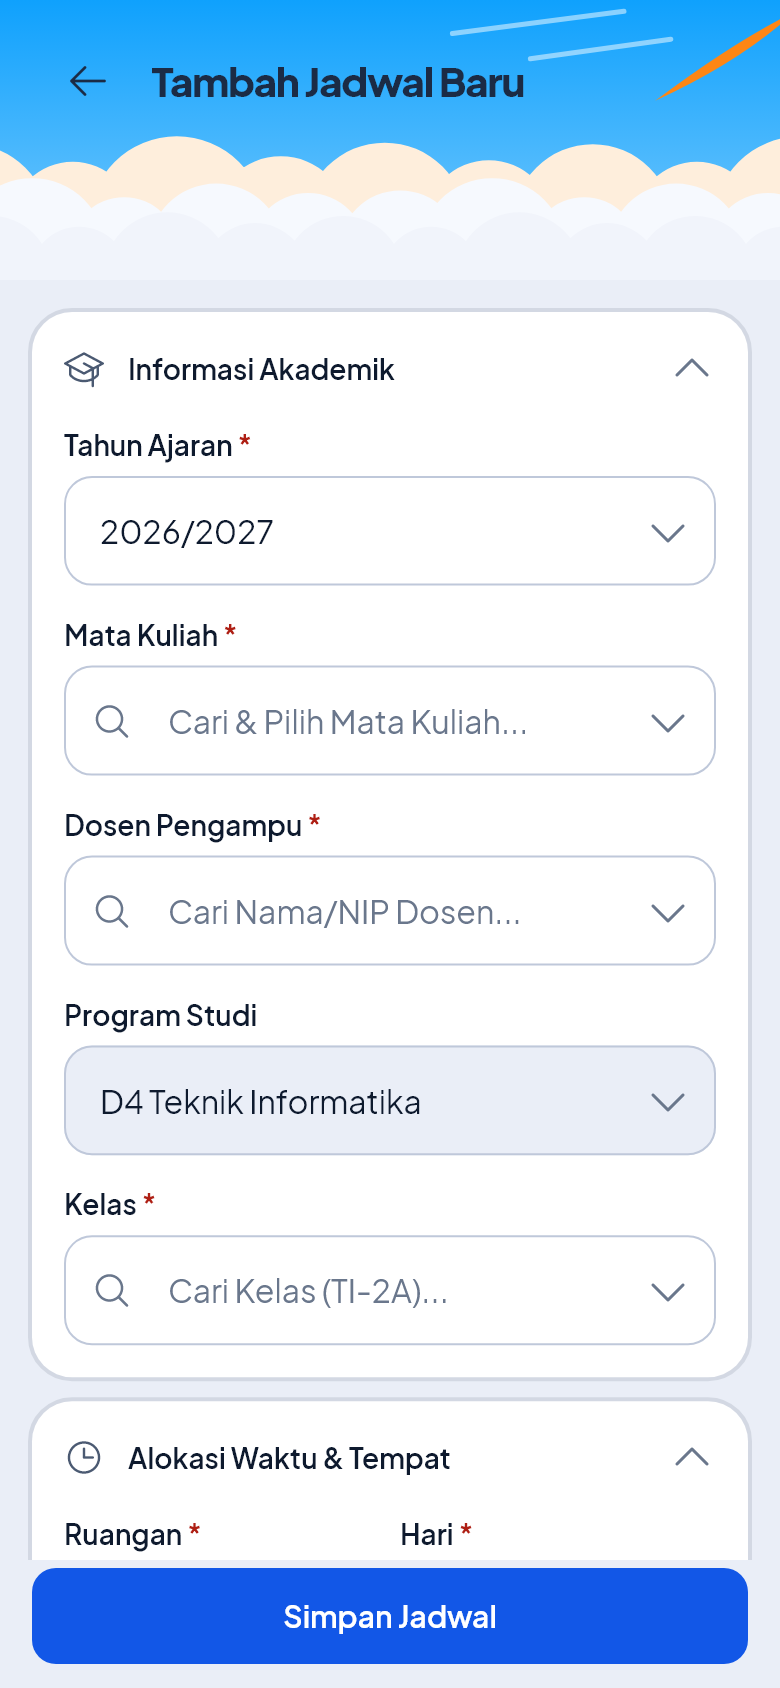 Tambah Jadwal Baru
Informasi Akademik
Tahun Ajaran *
2026/2027
Mata Kuliah *
Cari & Pilih Mata Kuliah...
Dosen Pengampu *
Cari Nama/NIP Dosen...
Program Studi
D4 Teknik Informatika
Kelas *
Cari Kelas (TI-2A)...
Alokasi Waktu & Tempat
Ruangan * Hari *
Simpan Jadwal